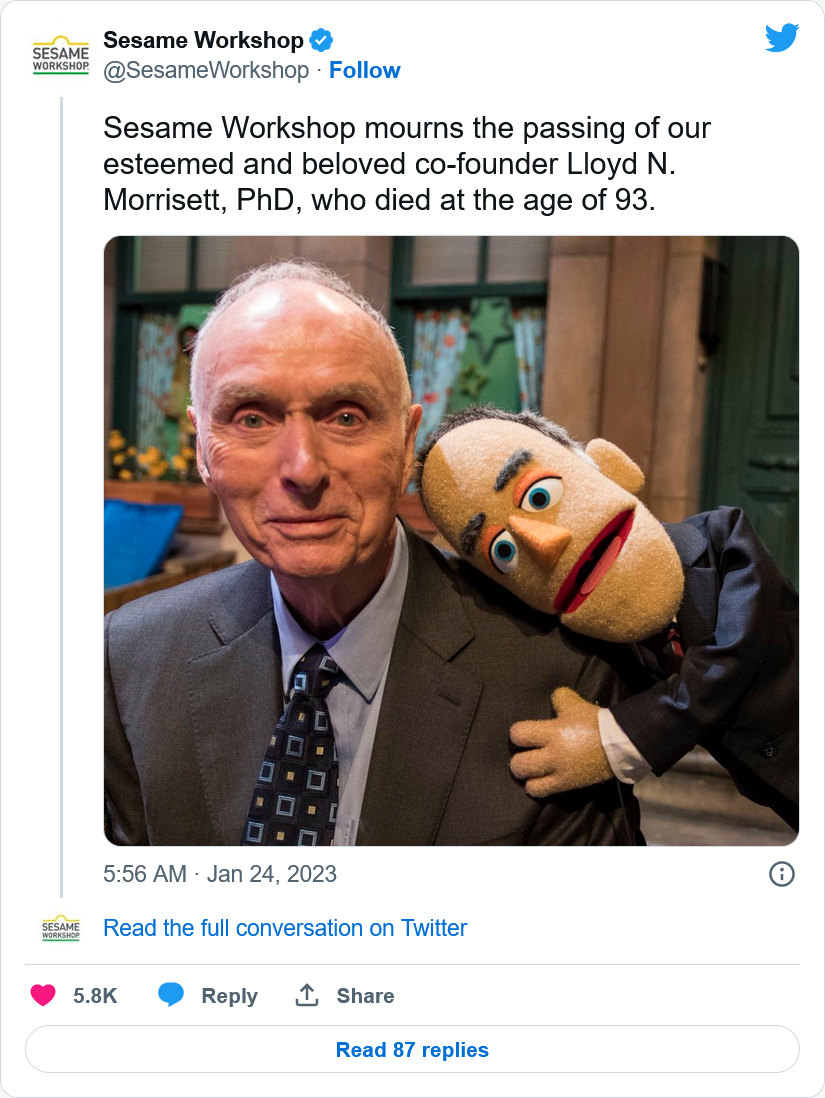 SESAME
WORKSHOP
Sesame Workshop
@SesameWorkshop · Follow
Sesame Workshop mourns the passing of our
esteemed and beloved co-founder Lloyd N.
Morrisett, PhD, who died at the age of 93.
5:56 AM · Jan 24, 2023
SESAME
WORKSHOP
Read the full conversation on Twitter
5.8K Reply Share
Read 87 replies